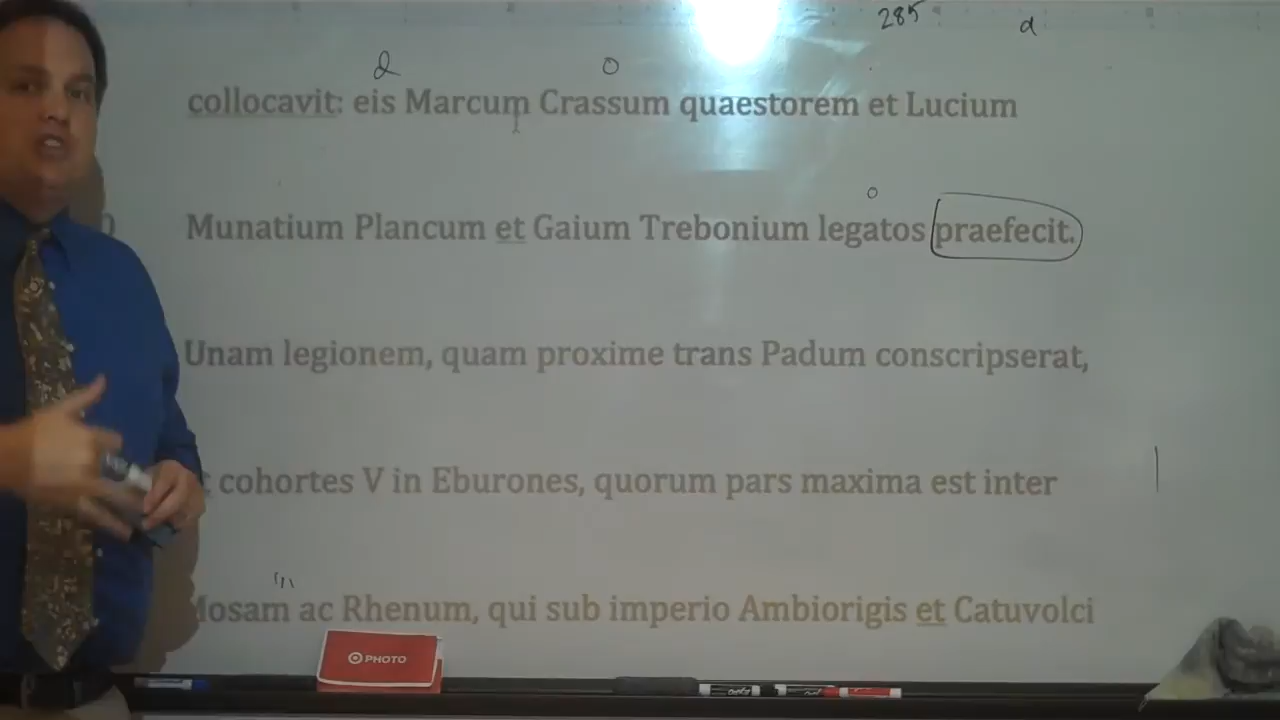 285 a
d o
collocavit: eis Marcum Crassum quaestorem et Lucium
o
Munatium Plancum et Gaium Trebonium legatos praefecit.
Unam legionem, quam proxime trans Padum conscripserat,
cohortes V in Eburones, quorum pars maxima est inter
Mosam ac Rhenum, qui sub imperio Ambiorigis et Catuvolci
PHOTO